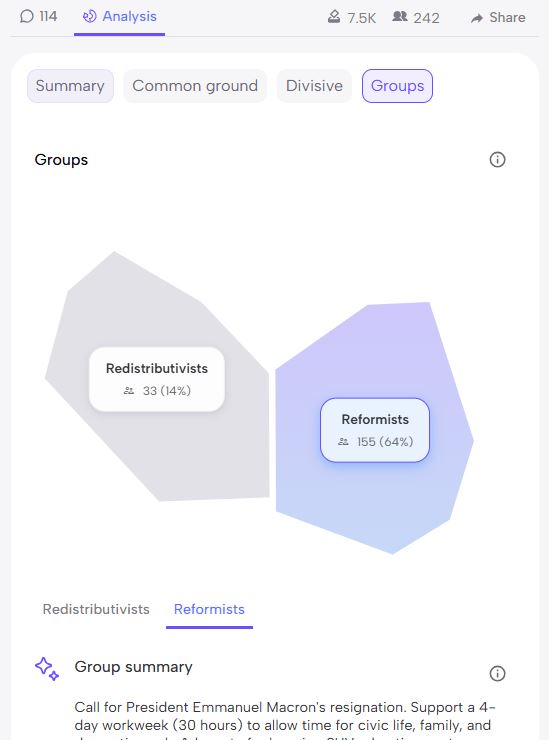 114 Analysis 7.5K 242 Share
Summary Common ground Divisive Groups
Groups
Redistributivists
33 (14%)
Reformists
155 (64%)
Redistributivists Reformists
Group summary
Call for President Emmanuel Macron's resignation. Support a 4-
day workweek (30 hours) to allow time for civic life, family, and